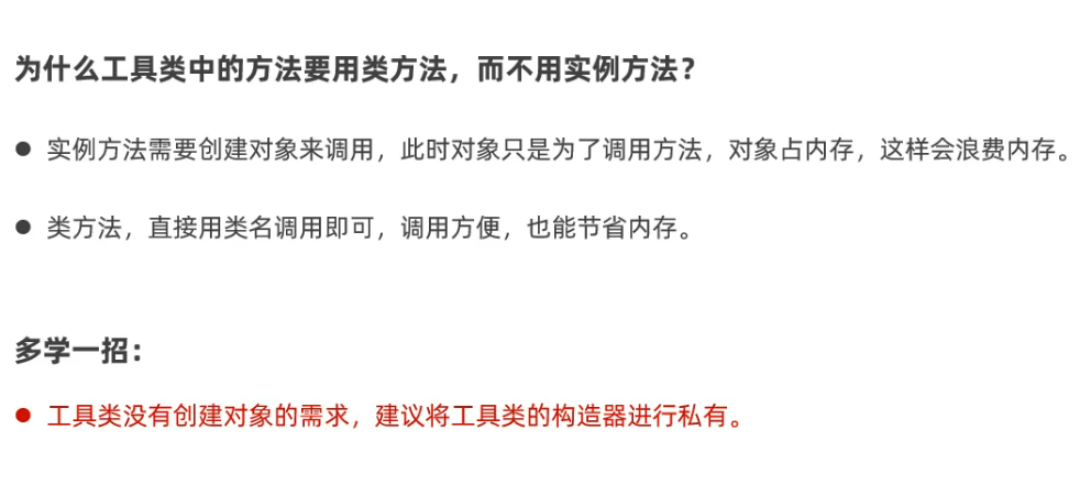 为什么工具类中的方法要用类方法，而不用实例方法？
● 实例方法需要创建对象来调用，此时对象只是为了调用方法，对象占内存，这样会浪费内存。
● 类方法，直接用类名调用即可，调用方便，也能节省内存。
多学一招：
● 工具类没有创建对象的需求，建议将工具类的构造器进行私有。